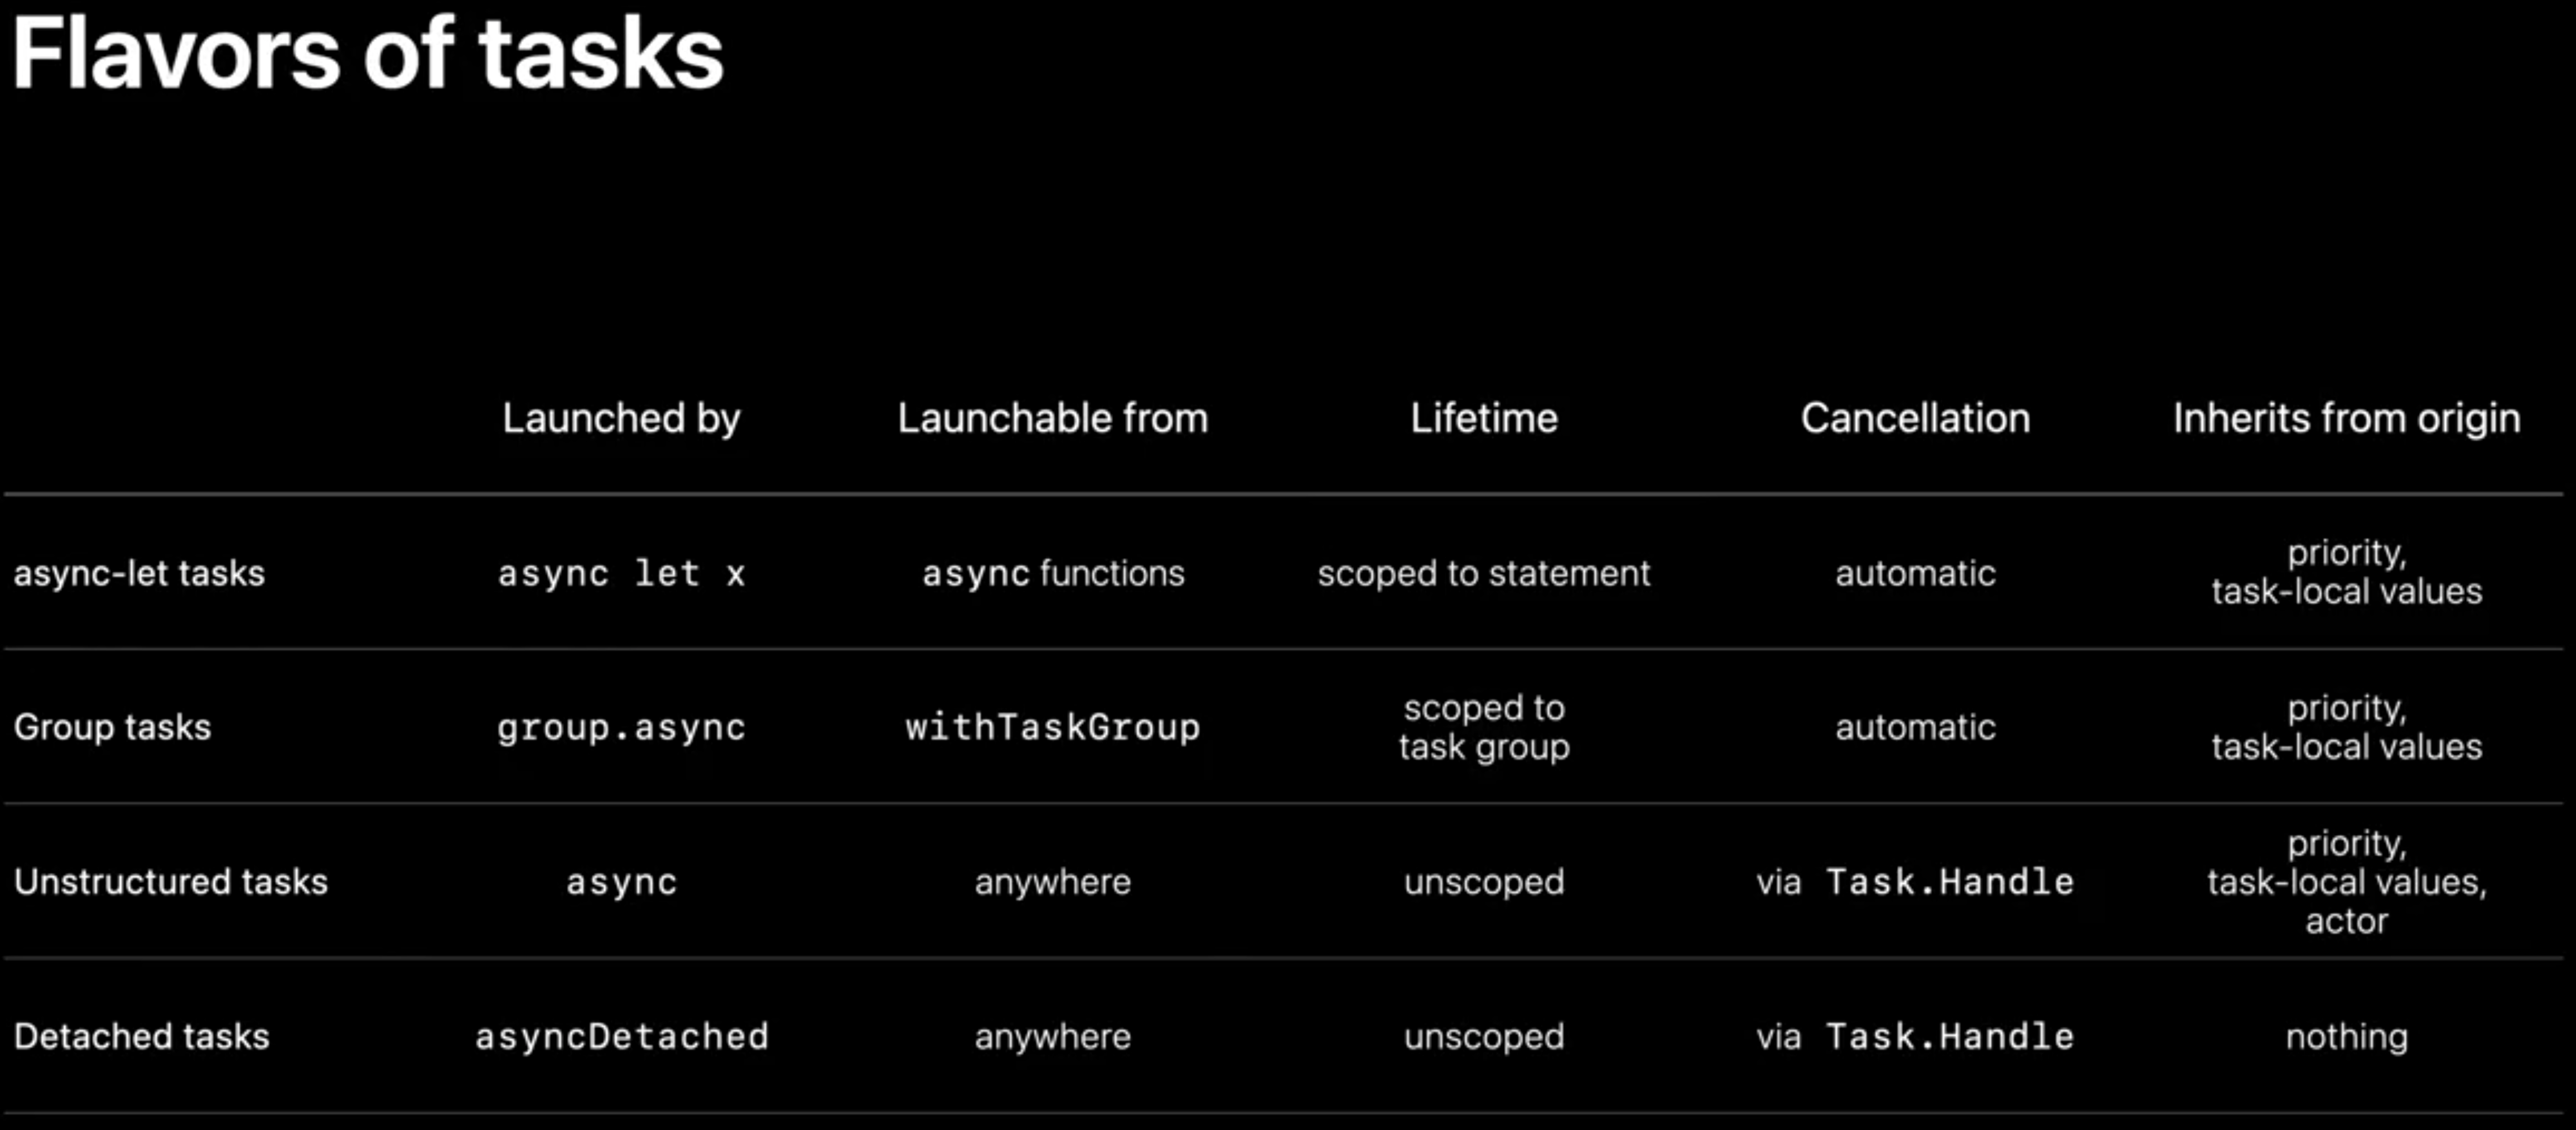 Flavors of tasks
Launched by Launchable from Lifetime Cancellation Inherits from origin
async-let tasks async let x async functions scoped to statement automatic priority,
task-local values
Group tasks group.async withTaskGroup scoped to
task group automatic priority,
task-local values
Unstructured tasks async anywhere unscoped via Task.Handle priority,
task-local values,
actor
Detached tasks asyncDetached anywhere unscoped via Task.Handle nothing